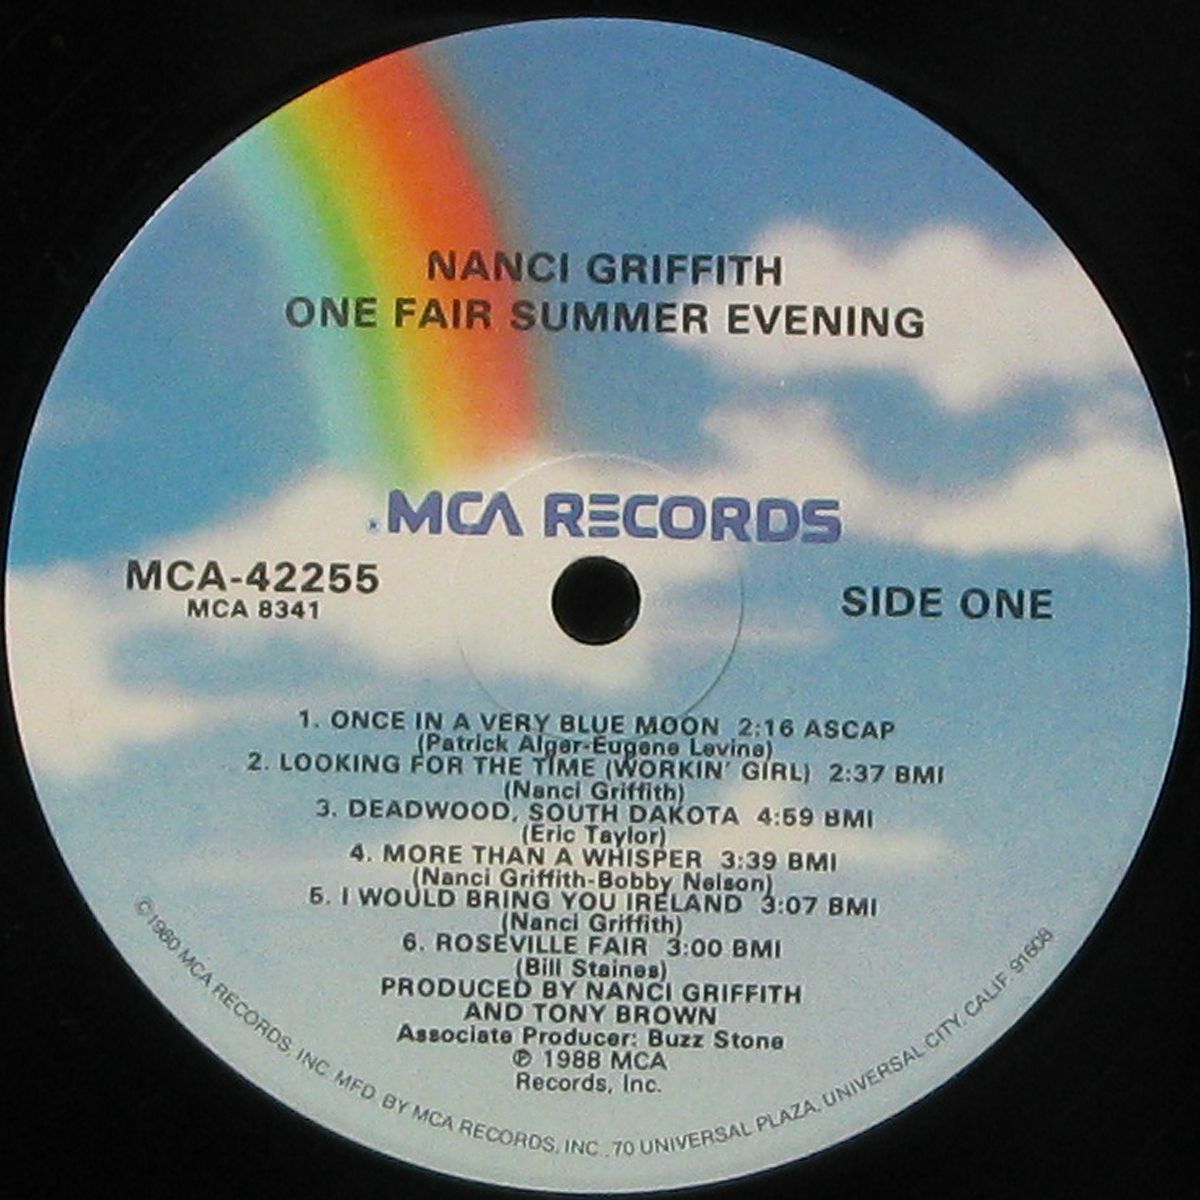 NANCI GRIFFITH
ONE FAIR SUMMER EVENING
MCA RECORDS
MCA-42255
MCA 8341
SIDE ONE
1. ONCE IN A VERY BLUE MOON 2:16 ASCAP
(Patrick Alger-Eugene Levine)
2. LOOKING FOR THE TIME (WORKIN' GIRL) 2:37 BMI
(Nanci Griffith)
3. DEADWOOD, SOUTH DAKOTA 4:59 BMI
(Eric Taylor)
4. MORE THAN A WHISPER 3:39 BMI
(Nanci Griffith-Bobby Nelson)
5. I WOULD BRING YOU IRELAND 3:07 BMI
(Nanci Griffith)
6. ROSEVILLE FAIR 3:00 BMI
(Bill Staines)
PRODUCED BY NANCI GRIFFITH
AND TONY BROWN
Associate Producer: Buzz Stone
℗ 1988 MCA
Records, Inc.
©1980 MCA RECORDS, INC. MFD. BY MCA RECORDS, INC., 70 UNIVERSAL PLAZA, UNIVERSAL CITY, CALIF. 91608